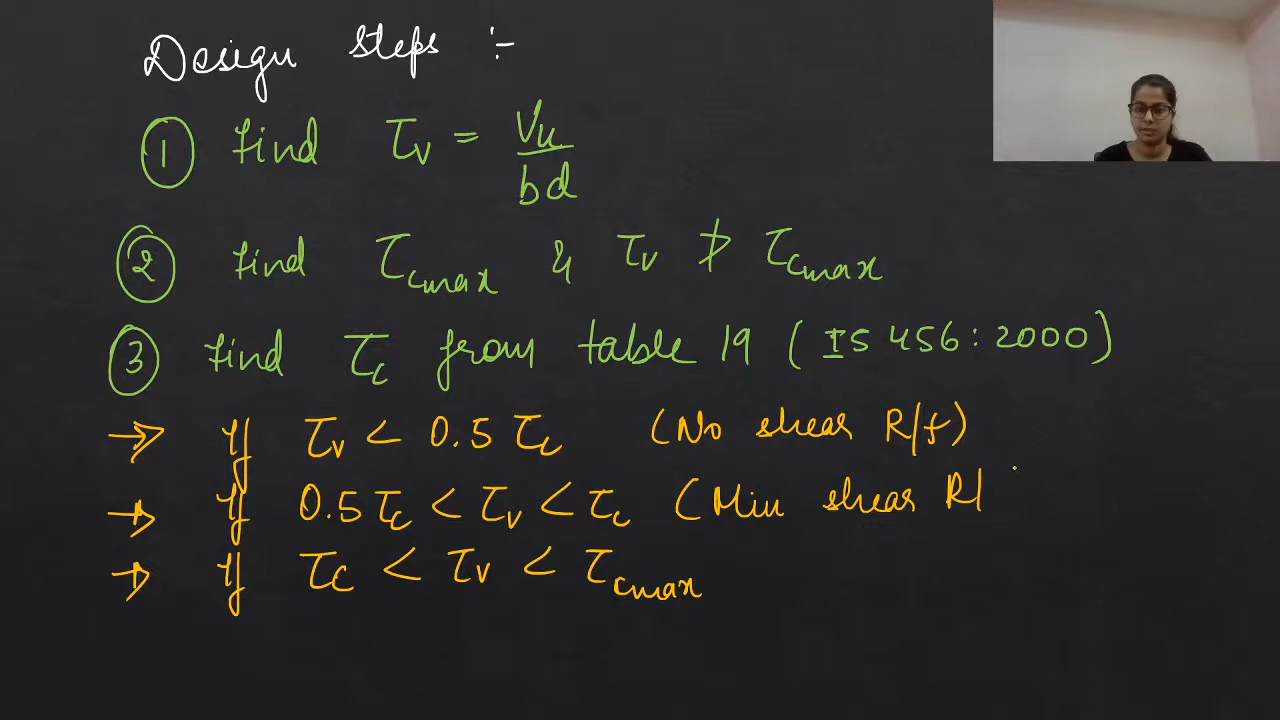 Design steps :-
① find τv = Vu/bd
② find τcmax & τv ≯ τcmax
③ find τc from table 19 (IS 456:2000)
→ If τv < 0.5 τc (No shear R/f)
→ If 0.5 τc < τv < τc (Min shear R/
→ If τc < τv < τcmax